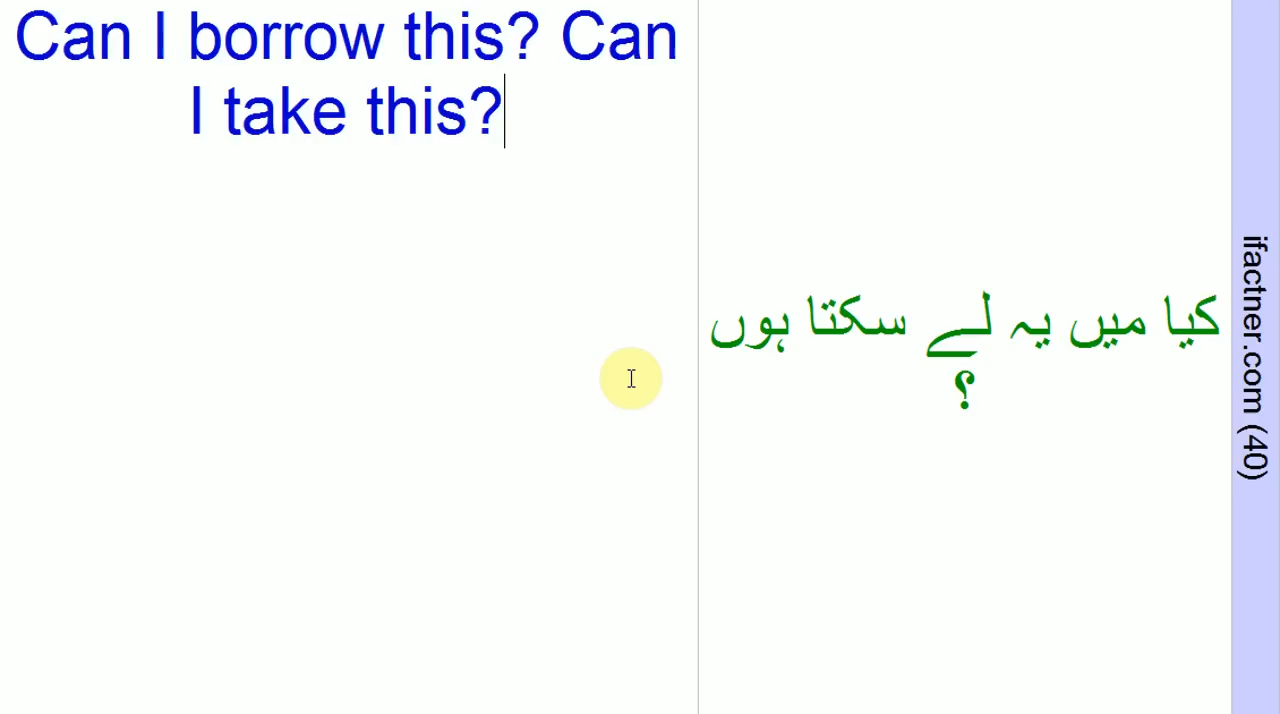 Can I borrow this? Can
I take this?
کیا میں یہ لے سکتا ہوں
؟
ifactner.com (40)